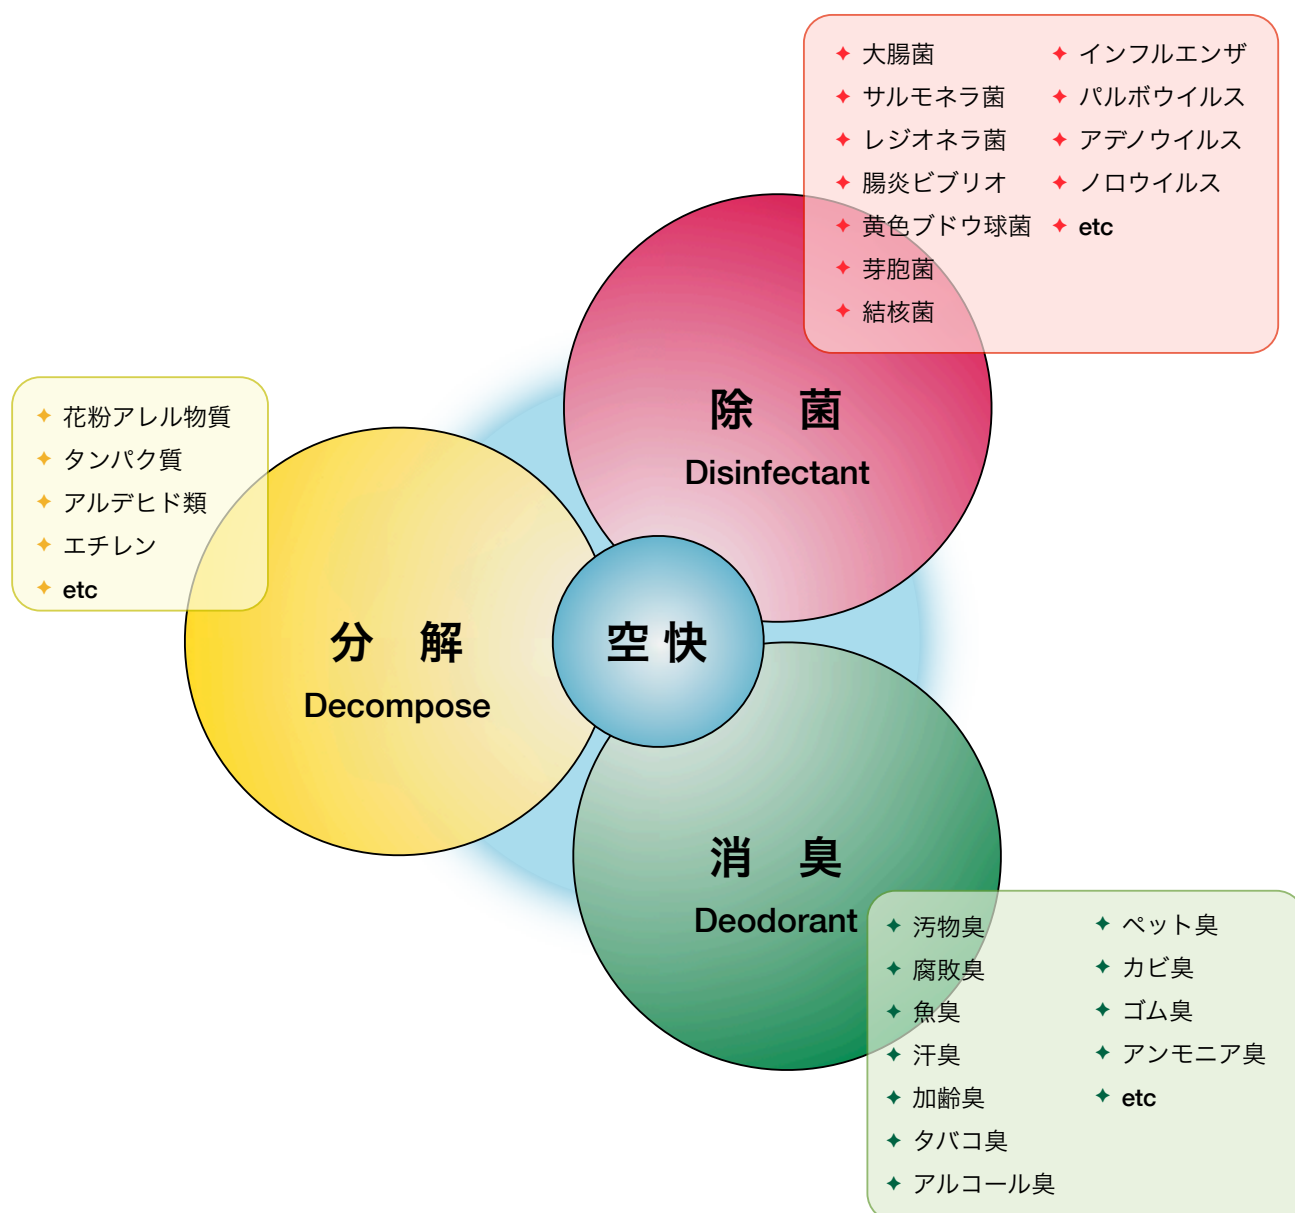 大腸菌
サルモネラ菌
レジオネラ菌
腸炎ビブリオ
黄色ブドウ球菌
芽胞菌
結核菌
インフルエンザ
パルボウイルス
アデノウイルス
ノロウイルス
etc
除 菌
Disinfectant
花粉アレル物質
タンパク質
アルデヒド類
エチレン
etc
分 解
Decompose
空快
消 臭
Deodorant
汚物臭
腐敗臭
魚臭
汗臭
加齢臭
タバコ臭
アルコール臭
ペット臭
カビ臭
ゴム臭
アンモニア臭
etc